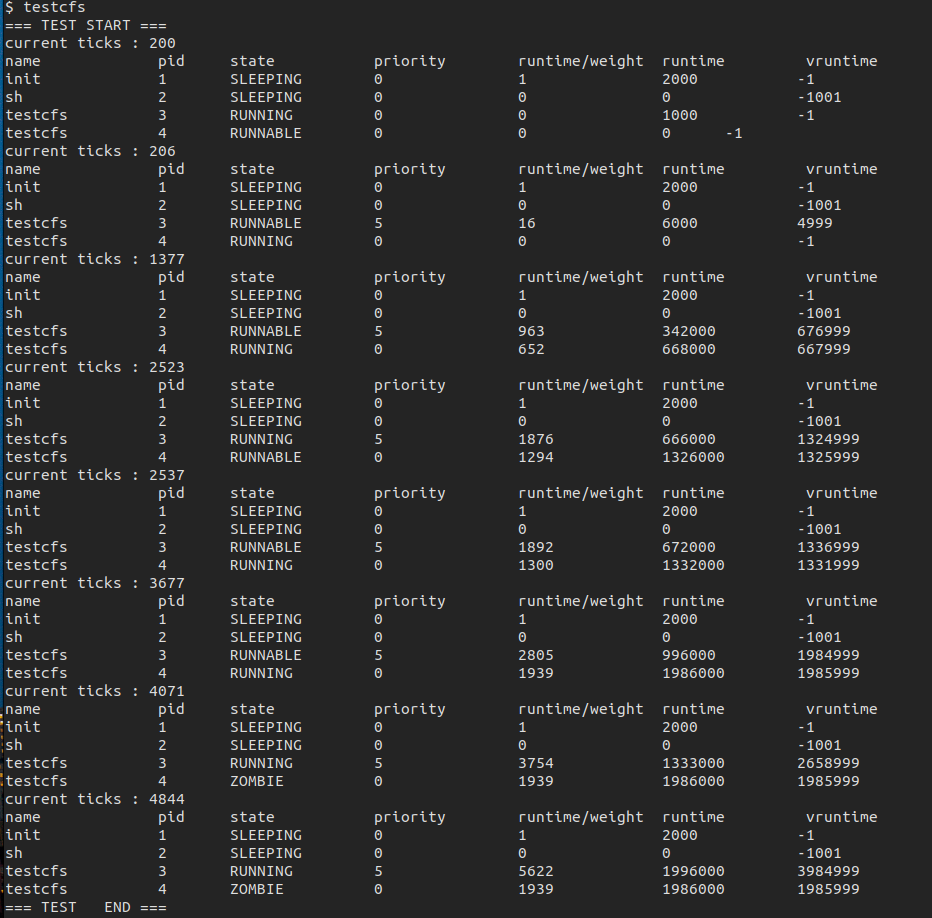 $ testcfs
=== TEST START ===
current ticks : 200
name pid state priority runtime/weight runtime vruntime
init 1 SLEEPING 0 1 2000 -1
sh 2 SLEEPING 0 0 0 -1001
testcfs 3 RUNNING 0 0 1000 -1
testcfs 4 RUNNABLE 0 0 0 -1
current ticks : 206
name pid state priority runtime/weight runtime vruntime
init 1 SLEEPING 0 1 2000 -1
sh 2 SLEEPING 0 0 0 -1001
testcfs 3 RUNNABLE 5 16 6000 4999
testcfs 4 RUNNING 0 0 0 -1
current ticks : 1377
name pid state priority runtime/weight runtime vruntime
init 1 SLEEPING 0 1 2000 -1
sh 2 SLEEPING 0 0 0 -1001
testcfs 3 RUNNABLE 5 963 342000 676999
testcfs 4 RUNNING 0 652 668000 667999
current ticks : 2523
name pid state priority runtime/weight runtime vruntime
init 1 SLEEPING 0 1 2000 -1
sh 2 SLEEPING 0 0 0 -1001
testcfs 3 RUNNING 5 1876 666000 1324999
testcfs 4 RUNNABLE 0 1294 1326000 1325999
current ticks : 2537
name pid state priority runtime/weight runtime vruntime
init 1 SLEEPING 0 1 2000 -1
sh 2 SLEEPING 0 0 0 -1001
testcfs 3 RUNNABLE 5 1892 672000 1336999
testcfs 4 RUNNING 0 1300 1332000 1331999
current ticks : 3677
name pid state priority runtime/weight runtime vruntime
init 1 SLEEPING 0 1 2000 -1
sh 2 SLEEPING 0 0 0 -1001
testcfs 3 RUNNABLE 5 2805 996000 1984999
testcfs 4 RUNNING 0 1939 1986000 1985999
current ticks : 4071
name pid state priority runtime/weight runtime vruntime
init 1 SLEEPING 0 1 2000 -1
sh 2 SLEEPING 0 0 0 -1001
testcfs 3 RUNNING 5 3754 1333000 2658999
testcfs 4 ZOMBIE 0 1939 1986000 1985999
current ticks : 4844
name pid state priority runtime/weight runtime vruntime
init 1 SLEEPING 0 1 2000 -1
sh 2 SLEEPING 0 0 0 -1001
testcfs 3 RUNNING 5 5622 1996000 3984999
testcfs 4 ZOMBIE 0 1939 1986000 1985999
=== TEST   END ===